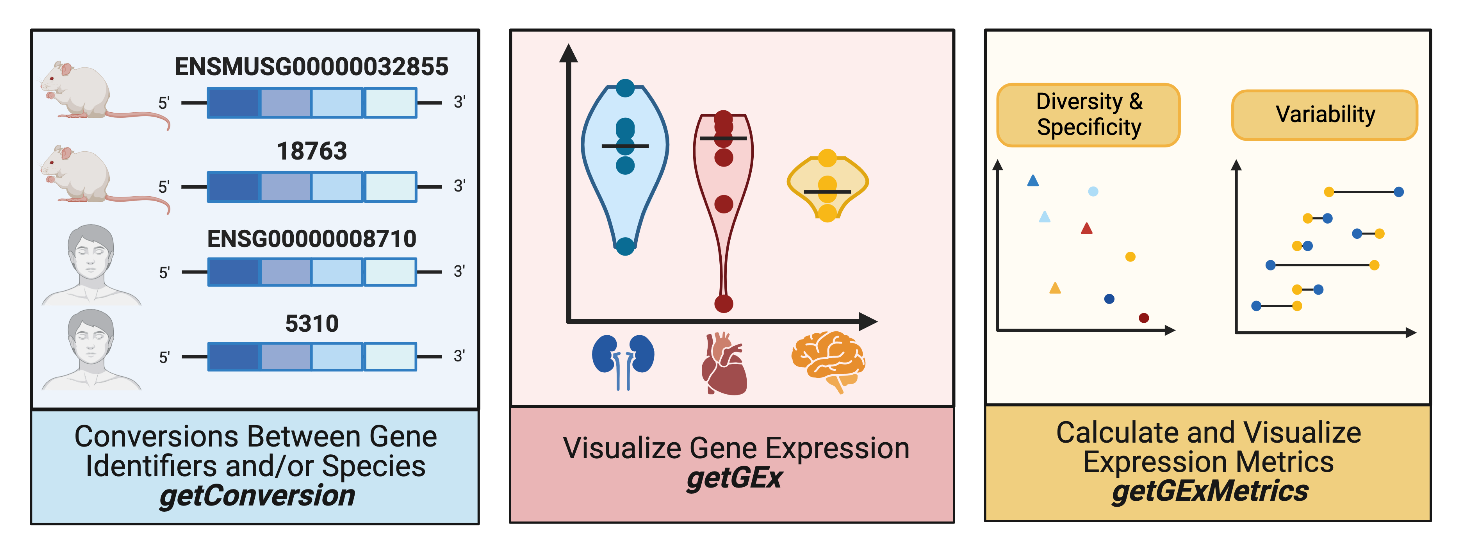 ENSMUSG00000032855
5' 3'
18763
5' 3'
ENSG00000008710
5' 3'
5310
5' 3'
Conversions Between Gene
Identifiers and/or Species
getConversion
Visualize Gene Expression
getGEx
Diversity &
Specificity
Variability
Calculate and Visualize
Expression Metrics
getGExMetrics